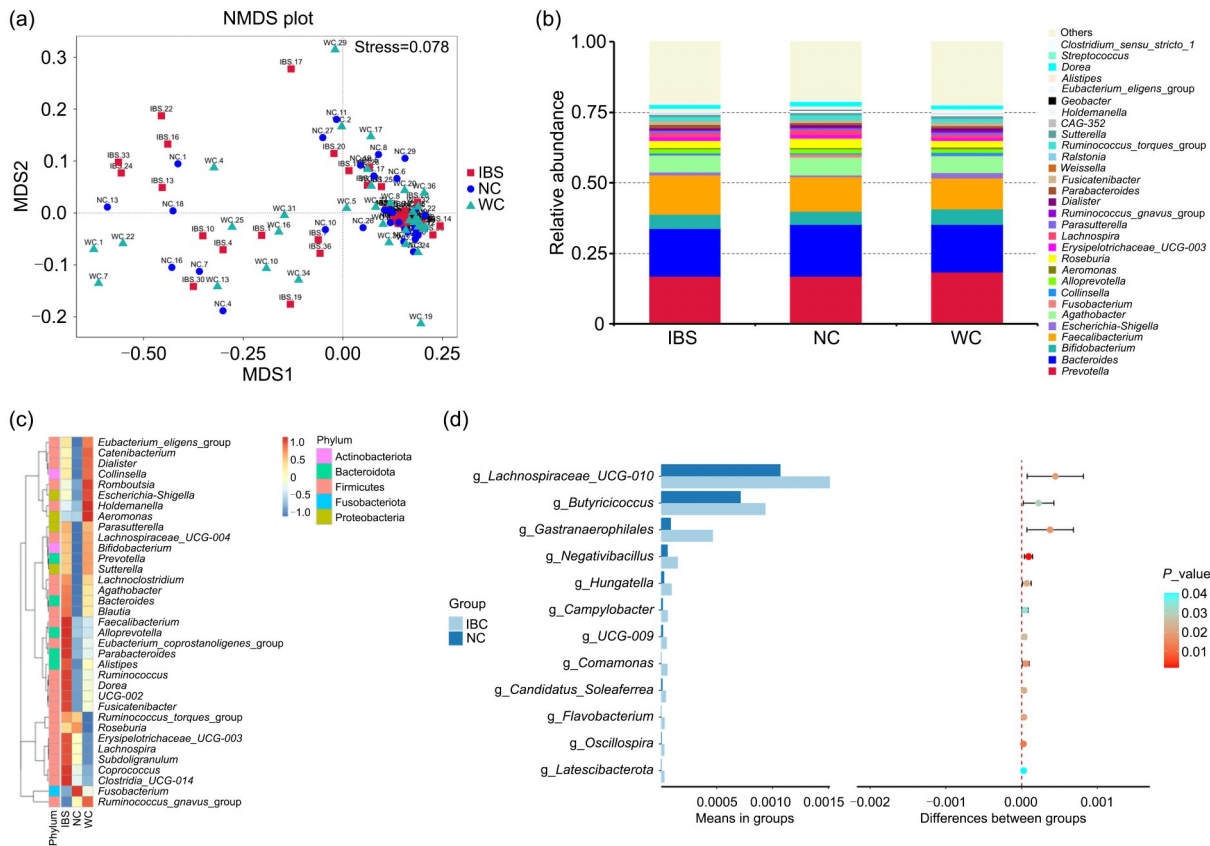 (a)
NMDS plot
Stress=0.078
MDS2
0.3
0.2
0.1
0.0
−0.1
−0.2
−0.50
−0.25
0.00
0.25
MDS1
WC.29
IBS.17
IBS.22
NC.11
NC.27
WC.17
IBS.16
IBS.20
NC.8
NC.29
IBS.33
NC.1
WC.4
IBS.24
NC.6
IBS.13
WC.20
WC.36
NC.13
NC.18
WC.31
WC.5
WC.25
IBS.1
WC.16
NC.10
NC.26
IBS.14
WC.1
WC.22
IBS.10
IBS.4
IBS.36
NC.16
NC.7
WC.10
WC.7
IBS.30
WC.13
WC.34
NC.4
IBS.19
WC.19
IBS
NC
WC
(b)
Relative abundance
1.00
0.75
0.50
0.25
0
IBS
NC
WC
Others
Clostridium_sensu_stricto_1
Streptococcus
Dorea
Alistipes
Eubacterium_eligens_group
Geobacter
Holdemanella
CAG-352
Sutterella
Ruminococcus_torques_group
Ralstonia
Weissella
Fusicatenibacter
Parabacteroides
Dialister
Ruminococcus_gnavus_group
Parasutterella
Lachnospira
Erysipelotrichaceae_UCG-003
Roseburia
Aeromonas
Alloprevotella
Collinsella
Fusobacterium
Agathobacter
Escherichia-Shigella
Faecalibacterium
Bifidobacterium
Bacteroides
Prevotella
(c)
Eubacterium_eligens_group
Catenibacterium
Dialister
Collinsella
Romboutsia
Escherichia-Shigella
Holdemanella
Aeromonas
Parasutterella
Lachnospiraceae_UCG-004
Bifidobacterium
Prevotella
Sutterella
Lachnoclostridium
Agathobacter
Bacteroides
Blautia
Faecalibacterium
Alloprevotella
Eubacterium_coprostanoligenes_group
Parabacteroides
Alistipes
Ruminococcus
Dorea
UCG-002
Fusicatenibacter
Ruminococcus_torques_group
Roseburia
Erysipelotrichaceae_UCG-003
Lachnospira
Subdoligranulum
Coprococcus
Clostridia_UCG-014
Fusobacterium
Ruminococcus_gnavus_group
Phylum
IBS
NC
WC
1.0
0.5
0
−0.5
−1.0
Phylum
Actinobacteriota
Bacteroidota
Firmicutes
Fusobacteriota
Proteobacteria
(d)
g_Lachnospiraceae_UCG-010
g_Butyricicoccus
g_Gastranaerophilales
g_Negativibacillus
g_Hungatella
g_Campylobacter
g_UCG-009
g_Comamonas
g_Candidatus_Soleaferrea
g_Flavobacterium
g_Oscillospira
g_Latescibacterota
Group
IBC
NC
0.0005
0.0010
0.0015
Means in groups
−0.002
−0.001
0.000
0.001
Differences between groups
P_value
0.04
0.03
0.02
0.01